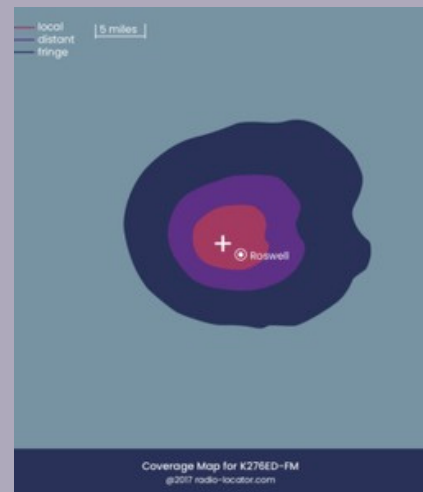 local
5 miles
distant
fringe
Roswell
Coverage Map for K276ED-FM
@2017 radio-locator.com